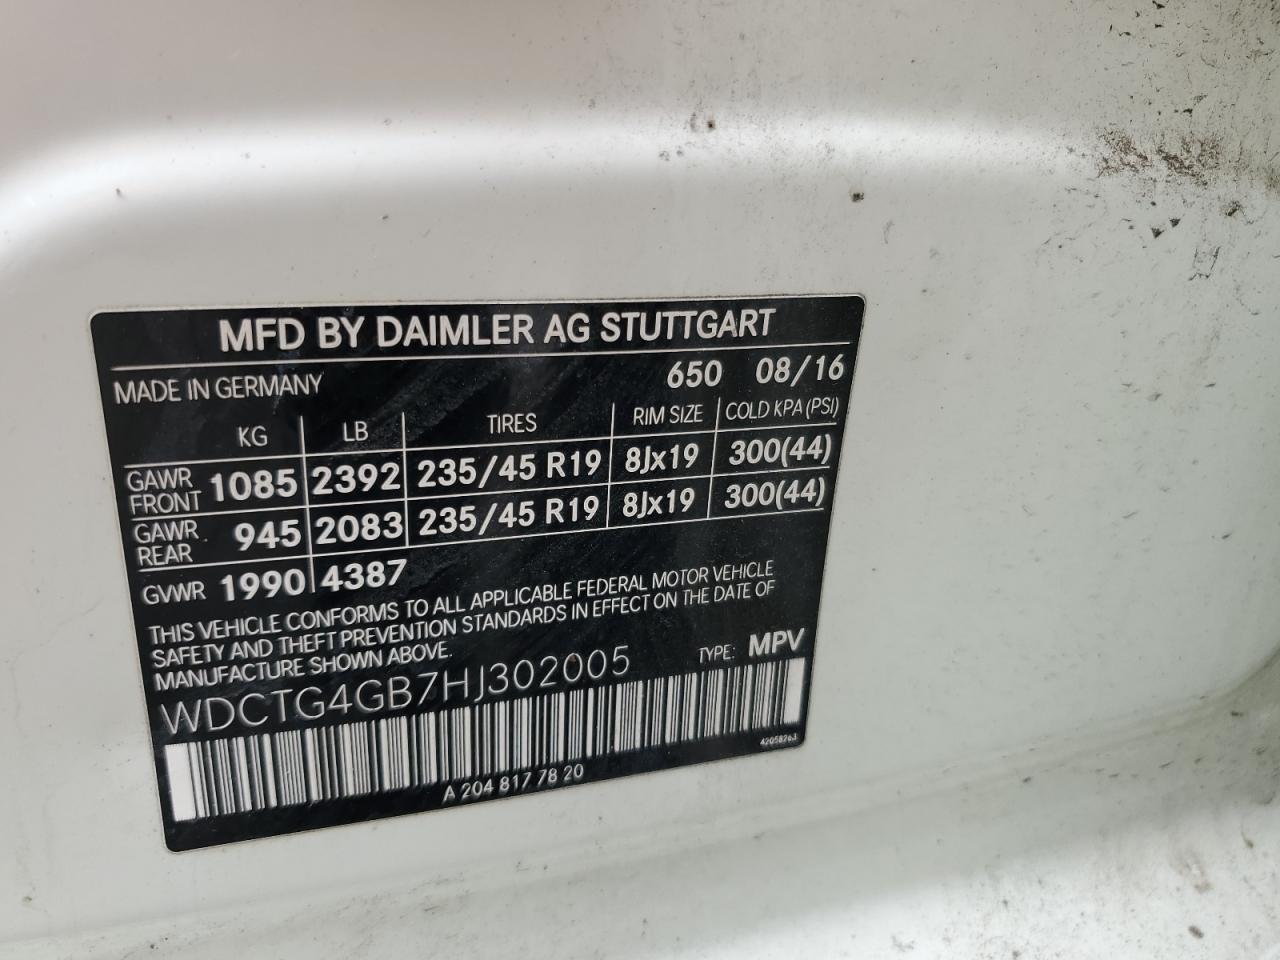 MFD BY DAIMLER AG STUTTGART
MADE IN GERMANY 650 08/16
KG LB TIRES RIM SIZE COLD KPA (PSI)
GAWR FRONT 1085 2392 235/45 R19 8Jx19 300(44)
GAWR REAR 945 2083 235/45 R19 8Jx19 300(44)
GVWR 1990 4387
THIS VEHICLE CONFORMS TO ALL APPLICABLE FEDERAL MOTOR VEHICLE
SAFETY AND THEFT PREVENTION STANDARDS IN EFFECT ON THE DATE OF
MANUFACTURE SHOWN ABOVE.
WDCTG4GB7HJ302005 TYPE: MPV
A 204 817 78 20
42058263